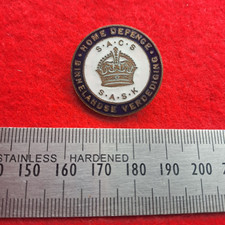 • HOME DEFENCE •
S·A·C·S
S·A·S·K
BINNELANDSE VERDEDIGING
STAINLESS HARDENED
150 160 170 180 190 200